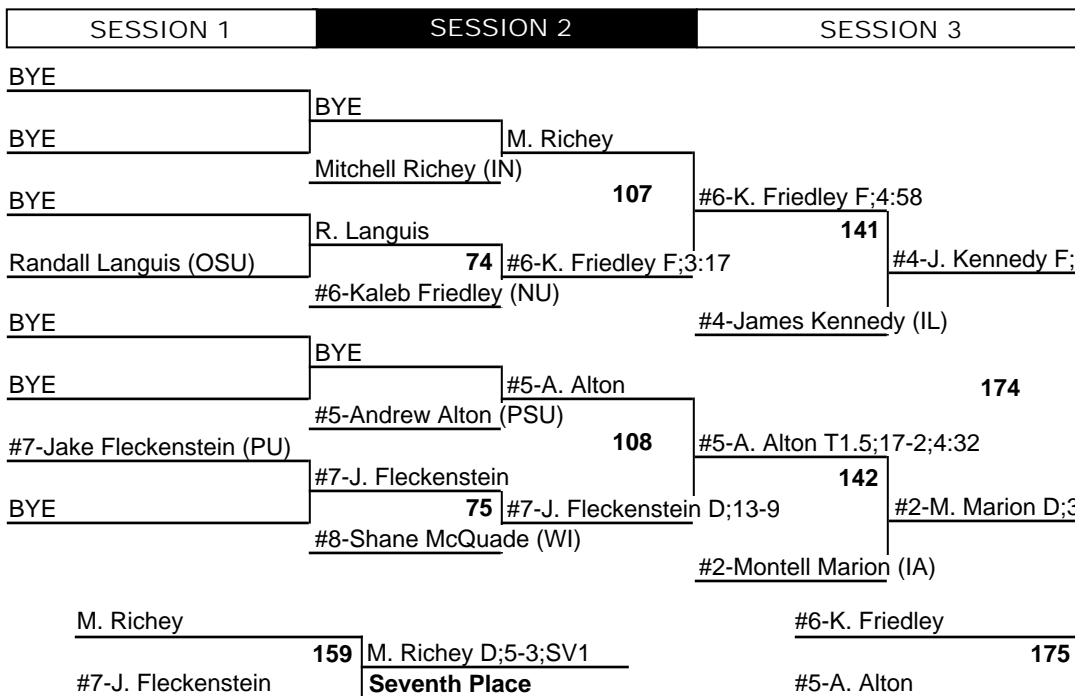 SESSION 1 SESSION 2 SESSION 3
BYE
BYE
BYE
M. Richey
Mitchell Richey (IN)
107
BYE
#6-K. Friedley F;4:58
R. Languis
141
Randall Languis (OSU)
74
#6-K. Friedley F;3:17
#4-J. Kennedy F;
#6-Kaleb Friedley (NU)
BYE
#4-James Kennedy (IL)
BYE
BYE
#5-A. Alton
174
#5-Andrew Alton (PSU)
108
#7-Jake Fleckenstein (PU)
#5-A. Alton T1.5;17-2;4:32
#7-J. Fleckenstein
142
BYE
75
#7-J. Fleckenstein D;13-9
#2-M. Marion D;3
#8-Shane McQuade (WI)
#2-Montell Marion (IA)
M. Richey
#6-K. Friedley
159
M. Richey D;5-3;SV1
175
#7-J. Fleckenstein
Seventh Place
#5-A. Alton